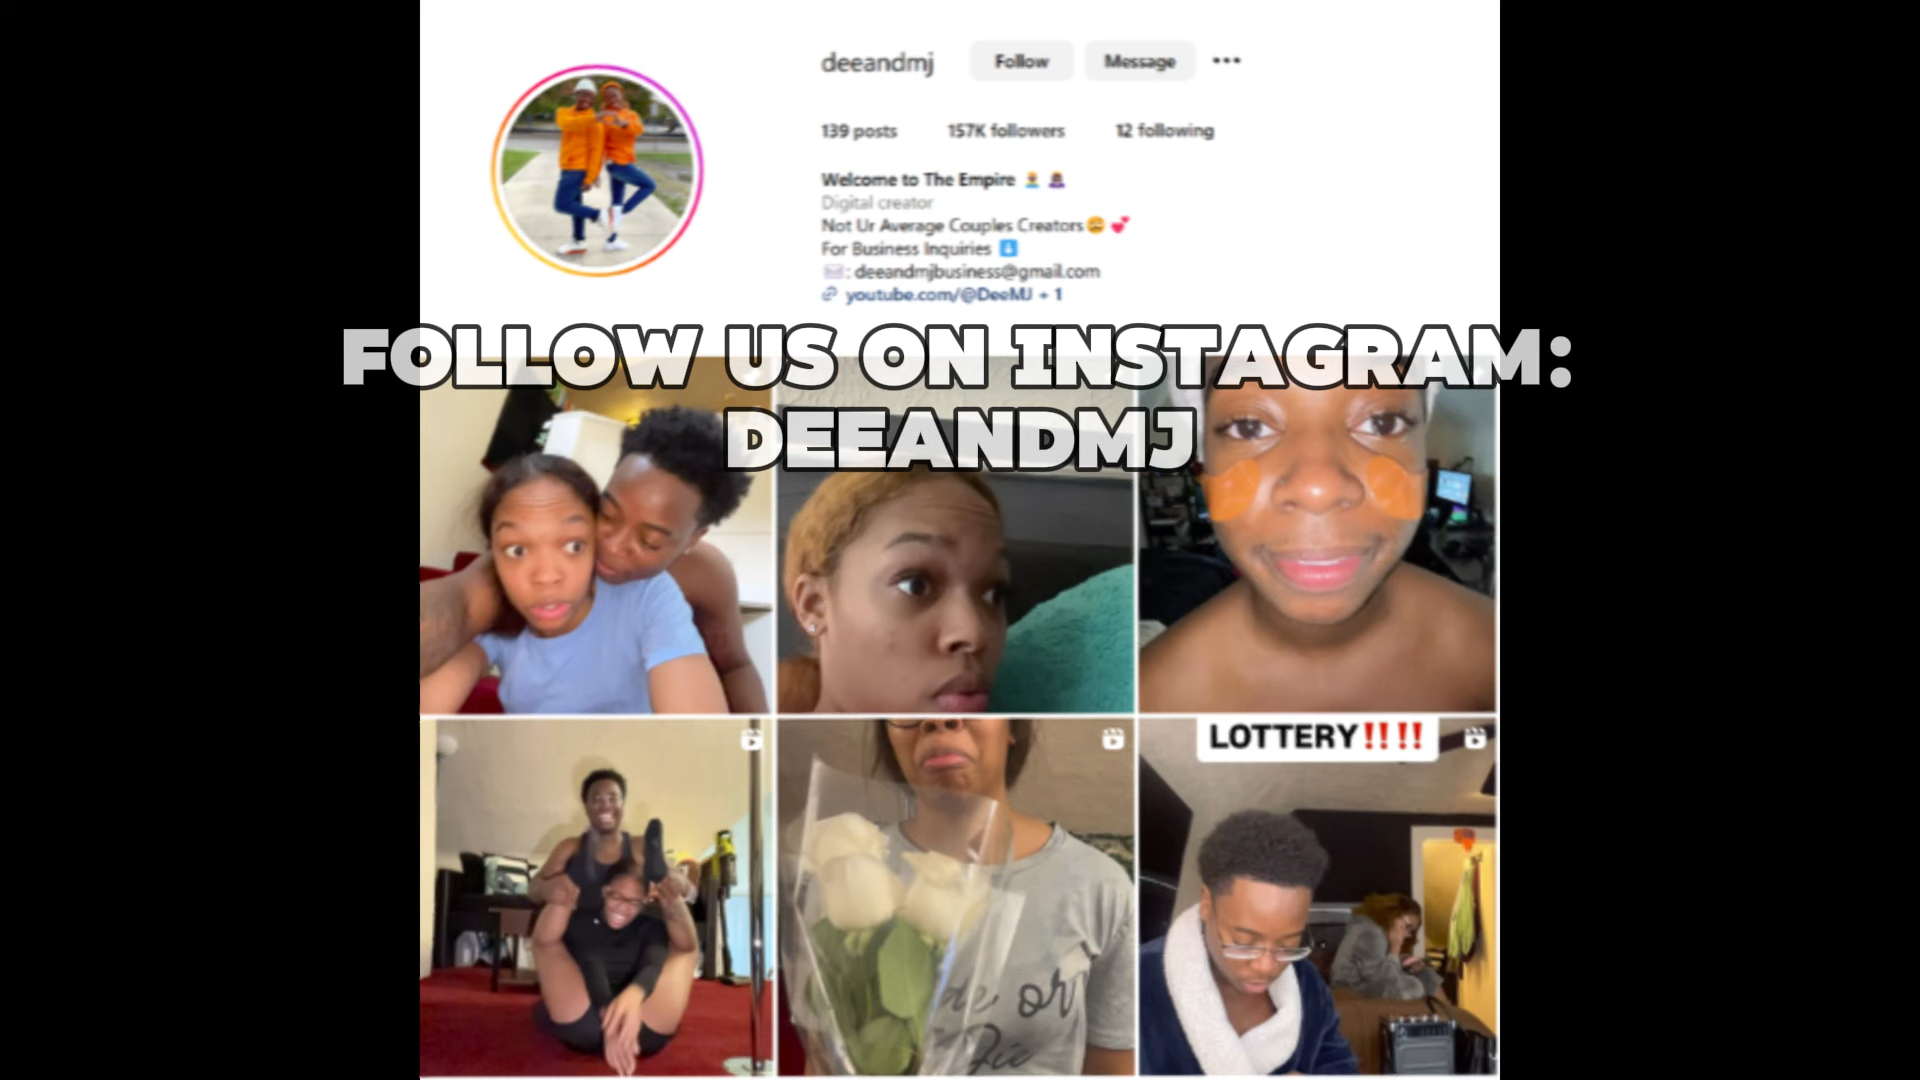 deeandmj Follow Message •••
139 posts 157K followers 12 following
Welcome to The Empire
Digital creator
Not Ur Average Couples Creators
For Business Inquiries
: deeandmjbusiness@gmail.com
youtube.com/@DeeMJ + 1
FOLLOW US ON INSTAGRAM:
DEEANDMJ
LOTTERY‼️‼️